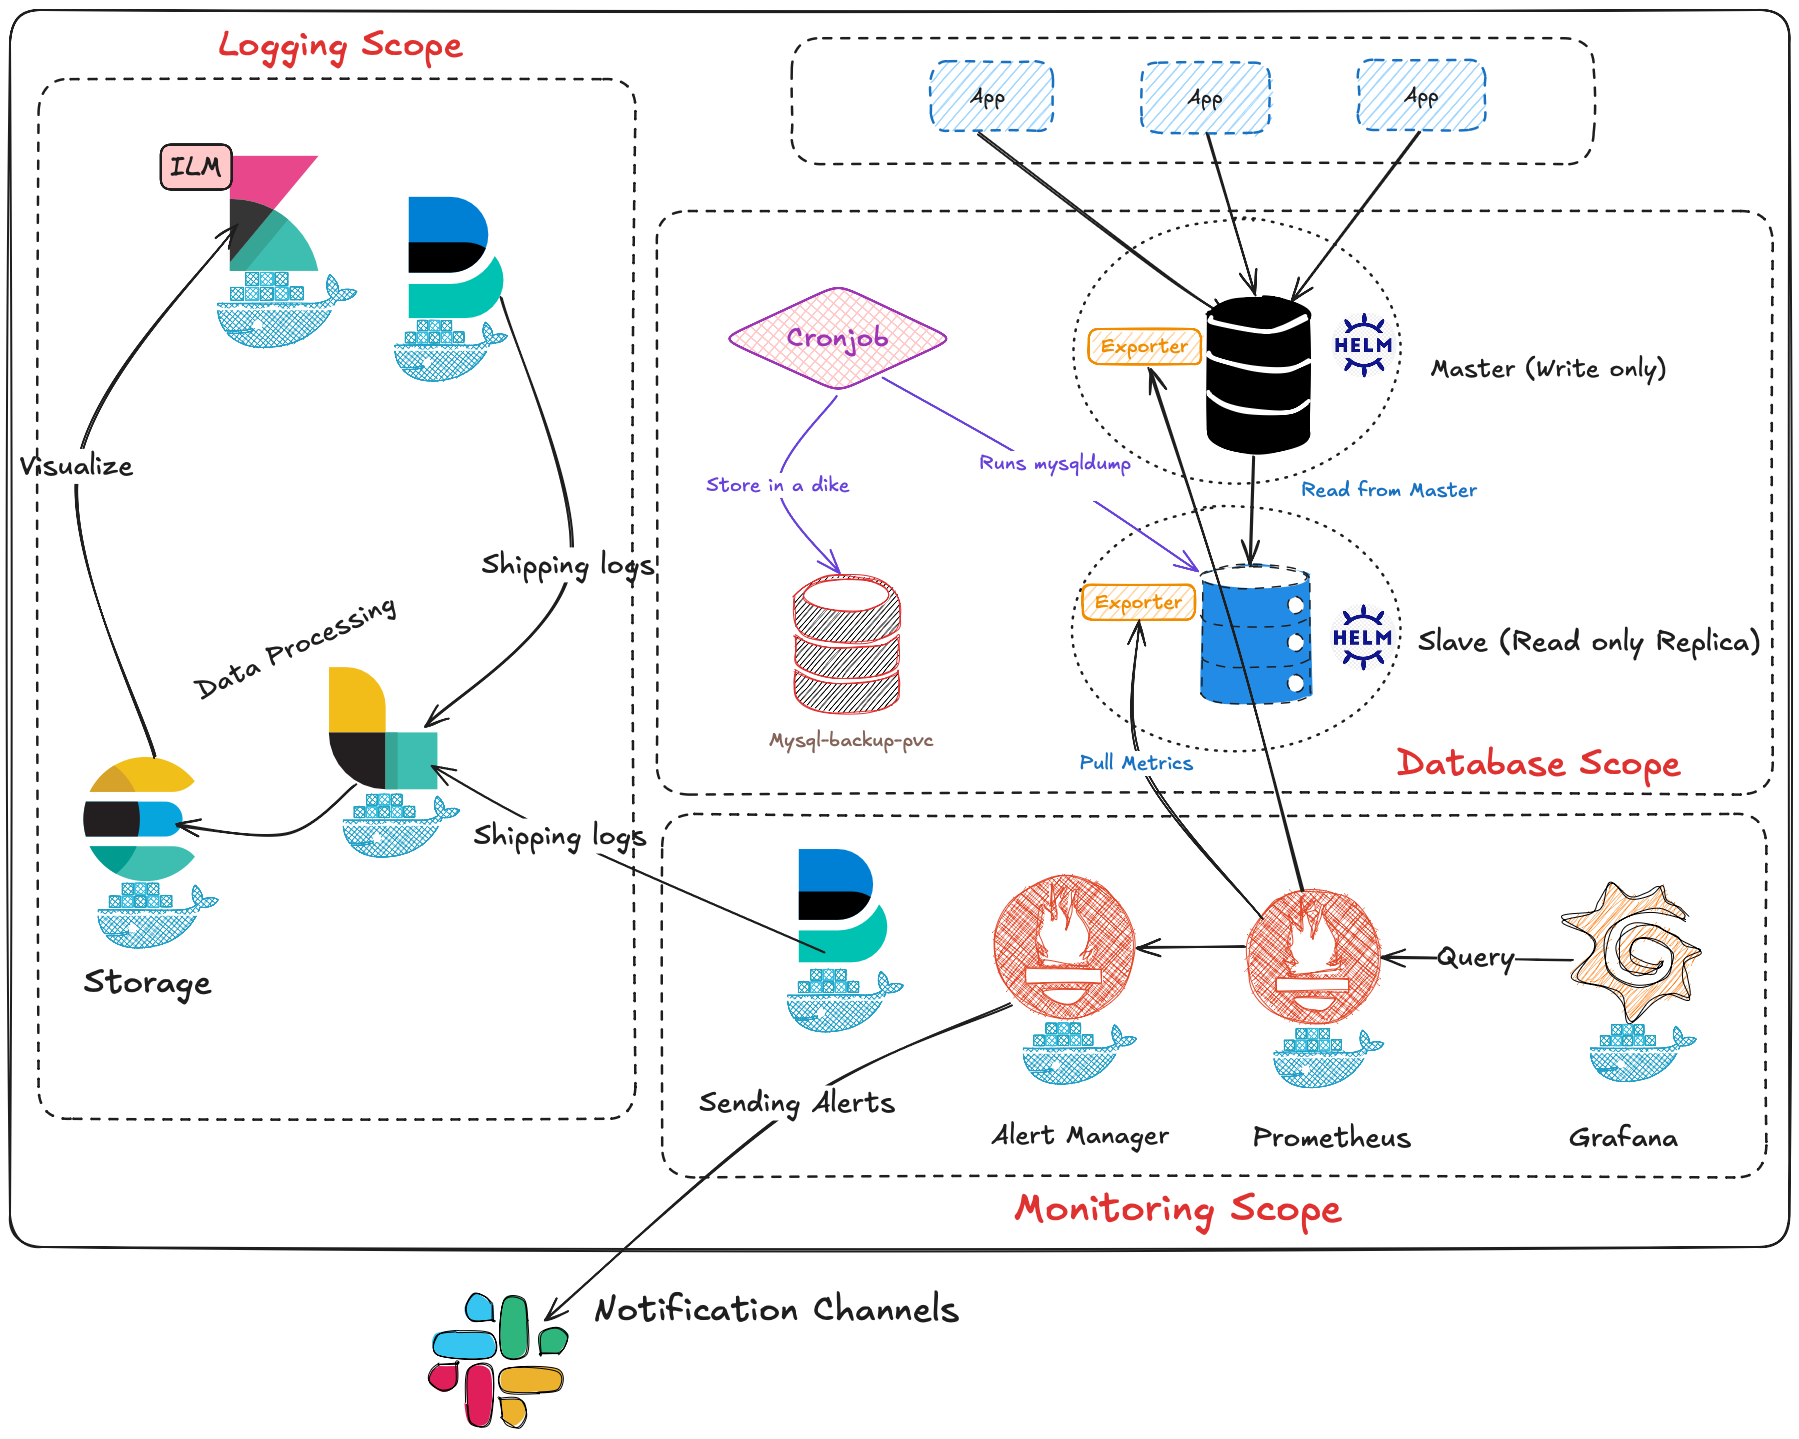 Logging Scope
App
App
App
ILM
Cronjob
Exporter
HELM
Master (Write only)
Visualize
Runs mysqldump
Store in a dike
Read from Master
Shipping logs
Data Processing
Exporter
HELM
Slave (Read only Replica)
Mysql-backup-pvc
Pull Metrics
Database Scope
Shipping logs
Query
Storage
Sending Alerts
Alert Manager
Prometheus
Grafana
Monitoring Scope
Notification Channels